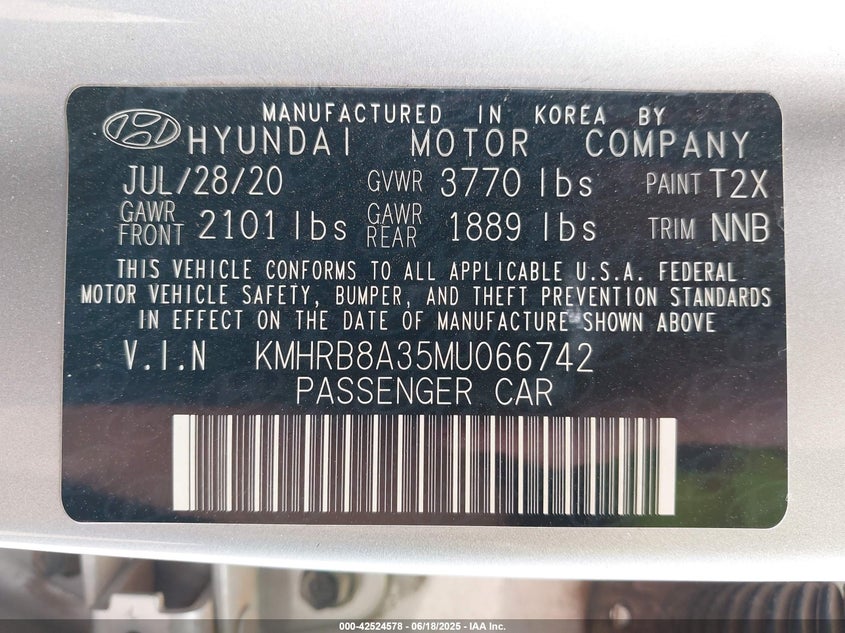 MANUFACTURED IN KOREA BY
HYUNDAI MOTOR COMPANY
JUL/28/20 GVWR 3770 lbs PAINT T2X
GAWR FRONT 2101 lbs GAWR REAR 1889 lbs TRIM NNB
THIS VEHICLE CONFORMS TO ALL APPLICABLE U.S.A. FEDERAL
MOTOR VEHICLE SAFETY, BUMPER, AND THEFT PREVENTION STANDARDS
IN EFFECT ON THE DATE OF MANUFACTURE SHOWN ABOVE
V.I.N KMHRB8A35MU066742
PASSENGER CAR
000-42524578 - 06/18/2025 - IAA Inc.